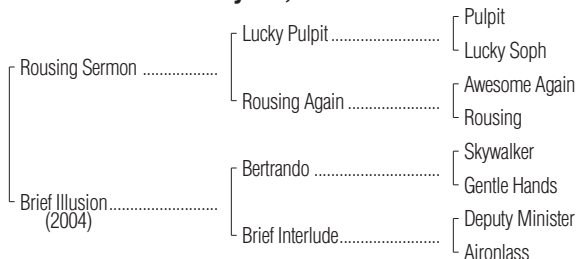 Pulpit
Lucky Pulpit
Lucky Soph
Rousing Sermon
Awesome Again
Rousing Again
Rousing
Skywalker
Bertrando
Gentle Hands
Brief Illusion
(2004)
Deputy Minister
Brief Interlude
Aironlass